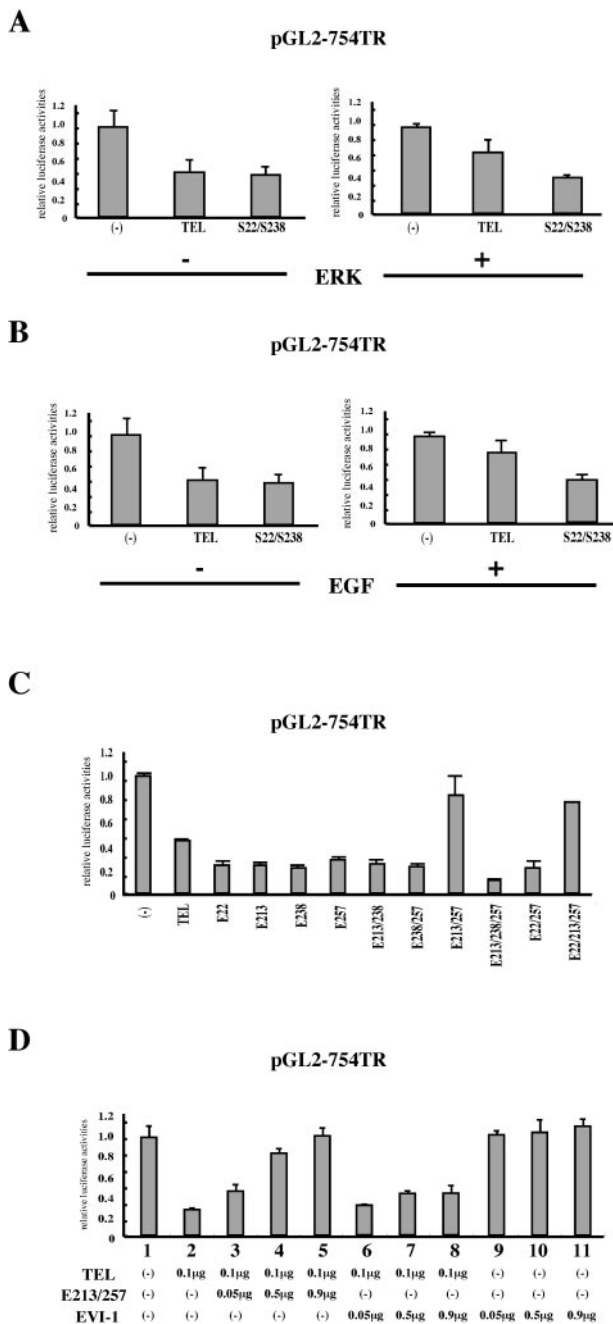 A
pGL2-754TR
relative luciferase activities
1.2
1.0
0.8
0.6
0.4
0.2
0
(-) TEL S22/S238
-
relative luciferase activities
1.2
1.0
0.8
0.6
0.4
0.2
0
(-) TEL S22/S238
+
ERK
B
pGL2-754TR
relative luciferase activities
1.2
1.0
0.8
0.6
0.4
0.2
0
(-) TEL S22/S238
-
relative luciferase activities
1.2
1.0
0.8
0.6
0.4
0.2
0
(-) TEL S22/S238
+
EGF
C
pGL2-754TR
relative luciferase activities
1.2
1.0
0.8
0.6
0.4
0.2
0
(-)
TEL
E22
E213
E238
E257
E213/238
E238/257
E213/257
E213/238/257
E22/257
E22/213/257
D
pGL2-754TR
relative luciferase activities
1.2
1.0
0.8
0.6
0.4
0.2
0
1 2 3 4 5 6 7 8 9 10 11
TEL (-) 0.1μg 0.1μg 0.1μg 0.1μg 0.1μg 0.1μg 0.1μg (-) (-) (-)
E213/257 (-) (-) 0.05μg 0.5μg 0.9μg (-) (-) (-) (-) (-) (-)
EVI-1 (-) (-) (-) (-) (-) 0.05μg 0.5μg 0.9μg 0.05μg 0.5μg 0.9μg